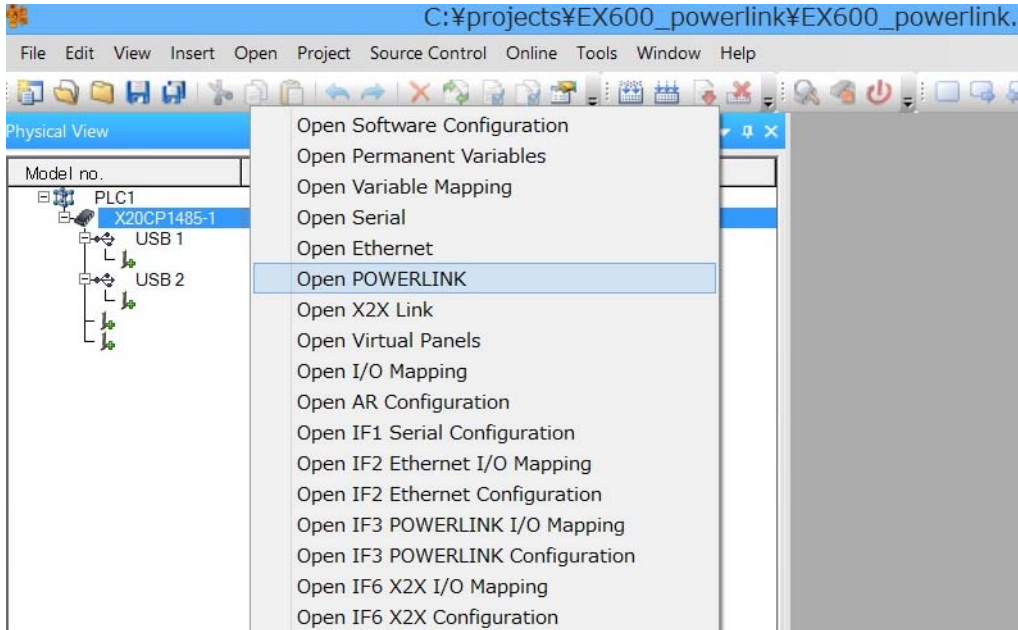 C:¥projects¥EX600_powerlink¥EX600_powerlink.
File Edit View Insert Open Project Source Control Online Tools Window Help
Physical View
Model no.
PLC1
X20CP1485-1
USB 1
USB 2
Open Software Configuration
Open Permanent Variables
Open Variable Mapping
Open Serial
Open Ethernet
Open POWERLINK
Open X2X Link
Open Virtual Panels
Open I/O Mapping
Open AR Configuration
Open IF1 Serial Configuration
Open IF2 Ethernet I/O Mapping
Open IF2 Ethernet Configuration
Open IF3 POWERLINK I/O Mapping
Open IF3 POWERLINK Configuration
Open IF6 X2X I/O Mapping
Open IF6 X2X Configuration